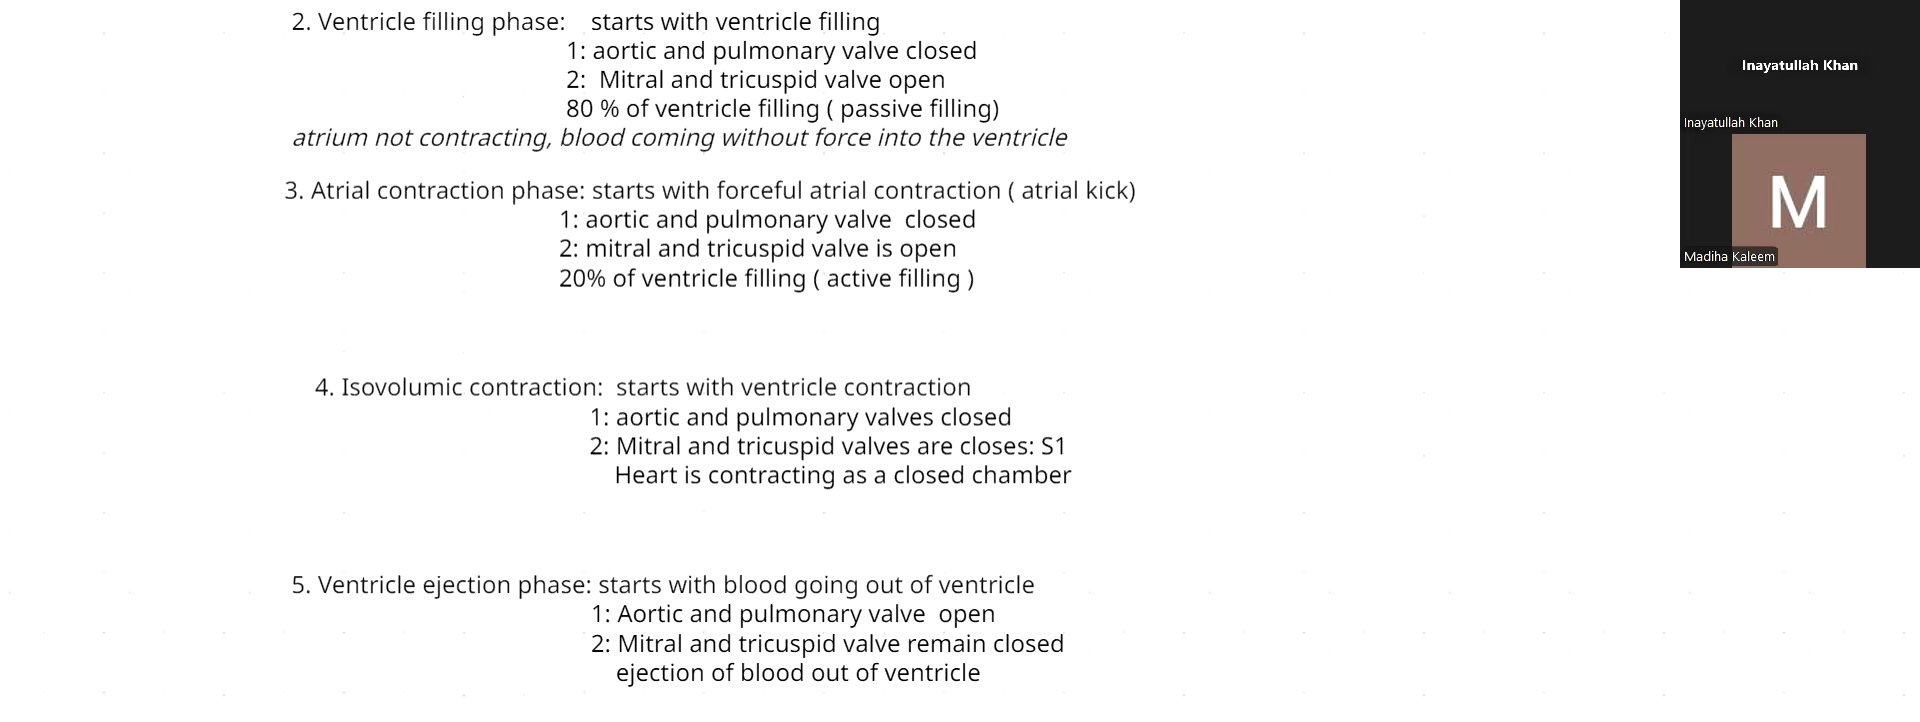 2. Ventricle filling phase: starts with ventricle filling
1: aortic and pulmonary valve closed
2: Mitral and tricuspid valve open
80 % of ventricle filling ( passive filling)
atrium not contracting, blood coming without force into the ventricle
3. Atrial contraction phase: starts with forceful atrial contraction ( atrial kick)
1: aortic and pulmonary valve closed
2: mitral and tricuspid valve is open
20% of ventricle filling ( active filling )
4. Isovolumic contraction: starts with ventricle contraction
1: aortic and pulmonary valves closed
2: Mitral and tricuspid valves are closes: S1
Heart is contracting as a closed chamber
5. Ventricle ejection phase: starts with blood going out of ventricle
1: Aortic and pulmonary valve open
2: Mitral and tricuspid valve remain closed
ejection of blood out of ventricle
Inayatullah Khan
Inayatullah Khan
M
Madiha Kaleem